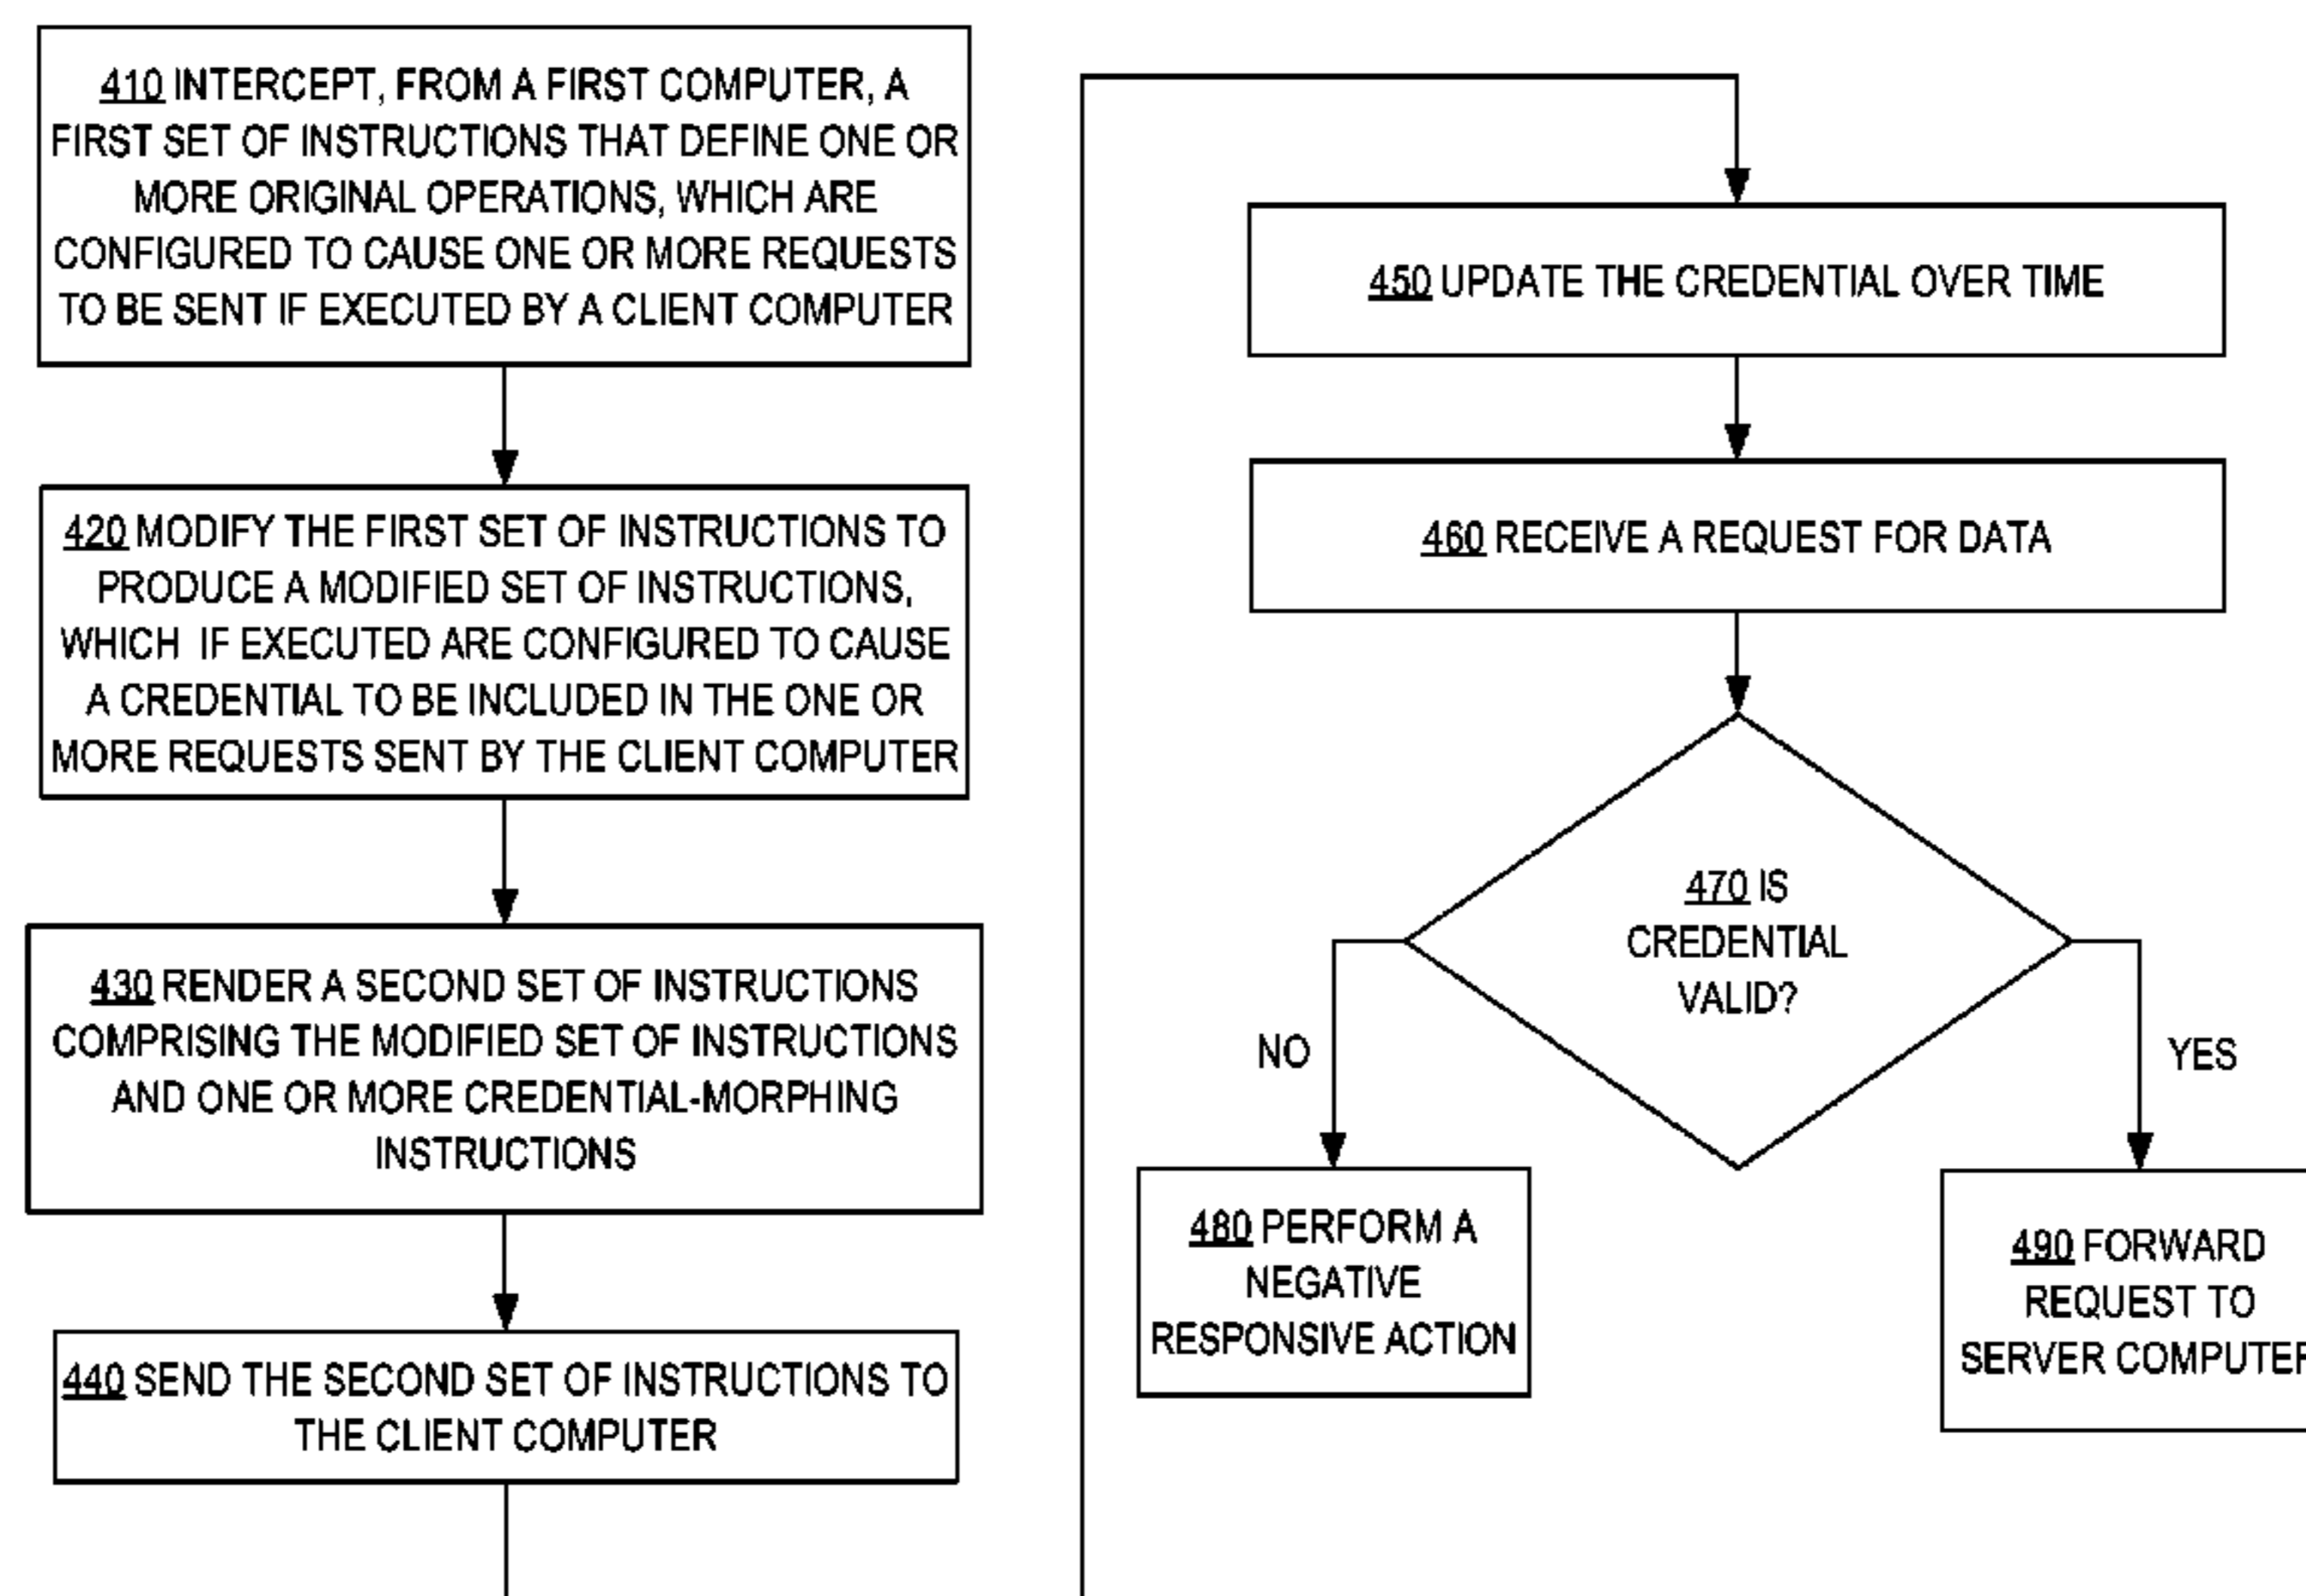 410 INTERCEPT, FROM A FIRST COMPUTER, A
FIRST SET OF INSTRUCTIONS THAT DEFINE ONE OR
MORE ORIGINAL OPERATIONS, WHICH ARE
CONFIGURED TO CAUSE ONE OR MORE REQUESTS
TO BE SENT IF EXECUTED BY A CLIENT COMPUTER
420 MODIFY THE FIRST SET OF INSTRUCTIONS TO
PRODUCE A MODIFIED SET OF INSTRUCTIONS,
WHICH IF EXECUTED ARE CONFIGURED TO CAUSE
A CREDENTIAL TO BE INCLUDED IN THE ONE OR
MORE REQUESTS SENT BY THE CLIENT COMPUTER
430 RENDER A SECOND SET OF INSTRUCTIONS
COMPRISING THE MODIFIED SET OF INSTRUCTIONS
AND ONE OR MORE CREDENTIAL-MORPHING
INSTRUCTIONS
440 SEND THE SECOND SET OF INSTRUCTIONS TO
THE CLIENT COMPUTER
450 UPDATE THE CREDENTIAL OVER TIME
460 RECEIVE A REQUEST FOR DATA
470 IS
CREDENTIAL
VALID?
NO
YES
480 PERFORM A
NEGATIVE
RESPONSIVE ACTION
490 FORWARD
REQUEST TO
SERVER COMPUTER